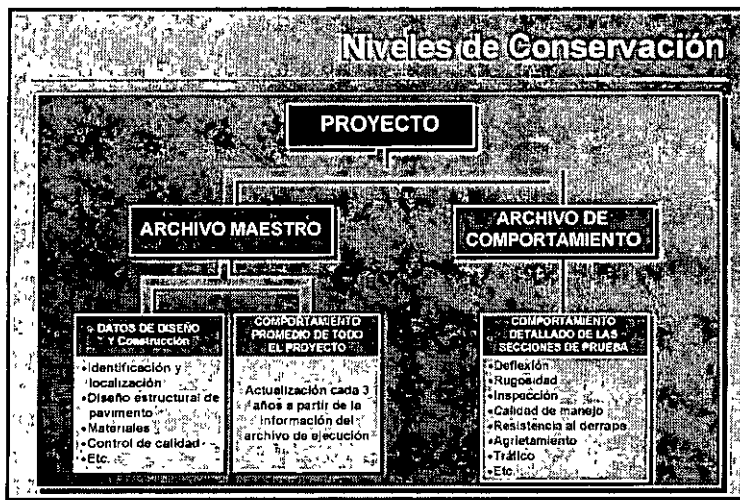 Niveles de Conservación
PROYECTO
ARCHIVO MAESTRO
ARCHIVO DE
COMPORTAMIENTO
DATOS DE DISEÑO
Y Construcción
•Identificación y
localización
•Diseño estructural de
pavimento
•Materiales
•Control de calidad
•Etc.
COMPORTAMIENTO
PROMEDIO DE TODO
EL PROYECTO
Actualización cada 3
años a partir de la
información del
archivo de ejecución
COMPORTAMIENTO
DETALLADO DE LAS
SECCIONES DE PRUEBA
•Deflexión
•Rugosidad
•Inspección
•Calidad de manejo
•Resistencia al derrape
•Agrietamiento
•Tráfico
•Etc.